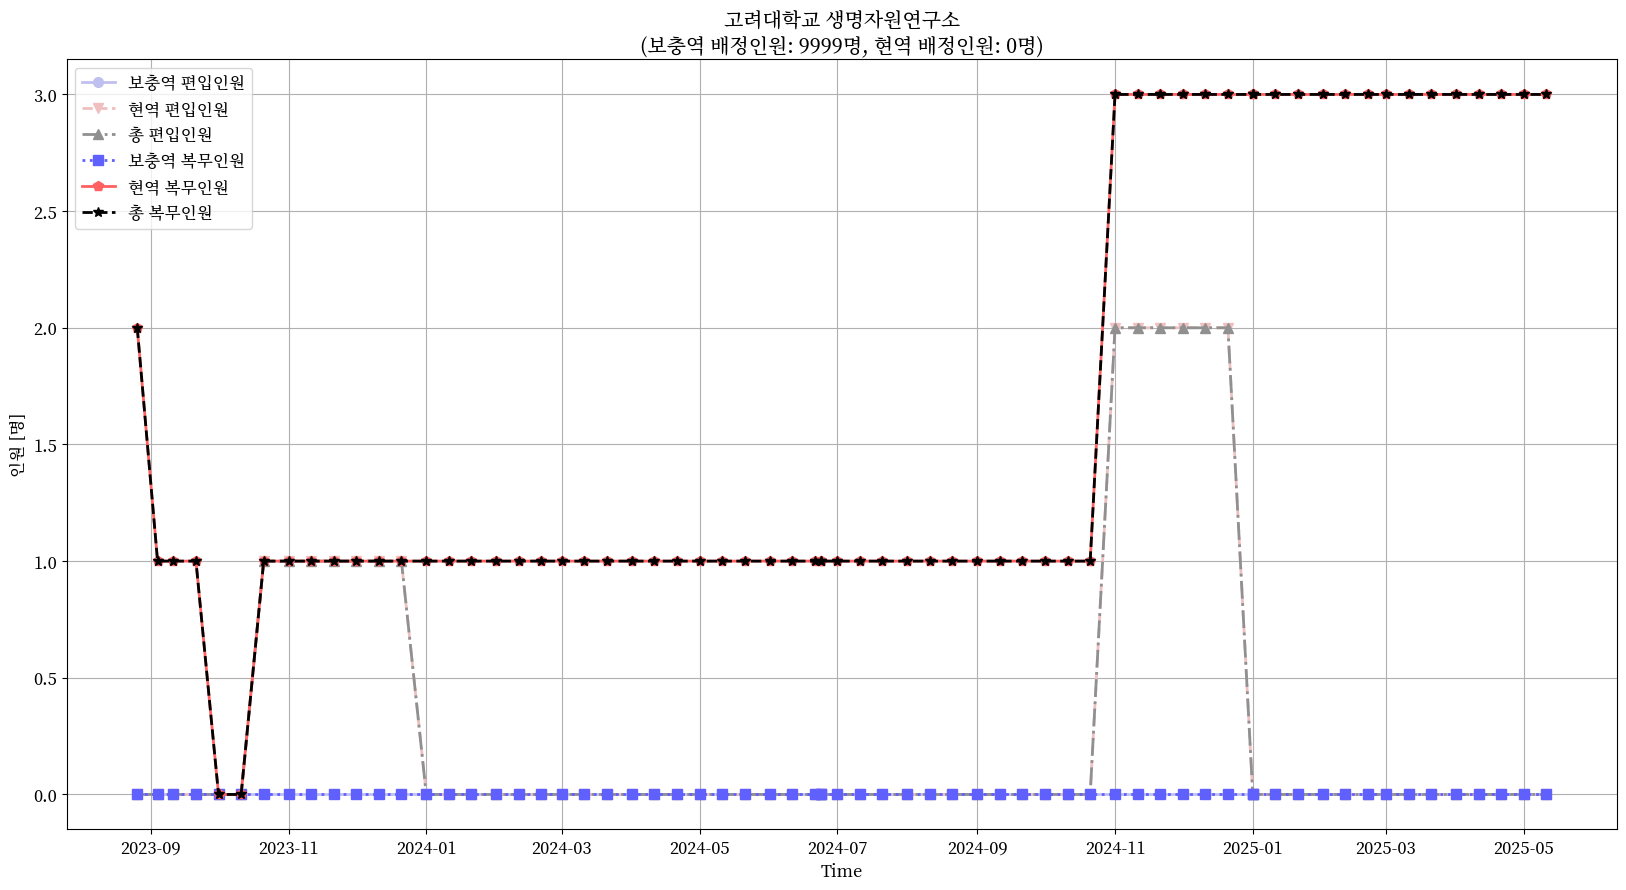 고려대학교 생명자원연구소
(보충역 배정인원: 9999명, 현역 배정인원: 0명)
보충역 편입인원
현역 편입인원
총 편입인원
보충역 복무인원
현역 복무인원
총 복무인원
3.0
2.5
2.0
1.5
1.0
0.5
0.0
인원 [명]
2023-09 2023-11 2024-01 2024-03 2024-05 2024-07 2024-09 2024-11 2025-01 2025-03 2025-05
Time